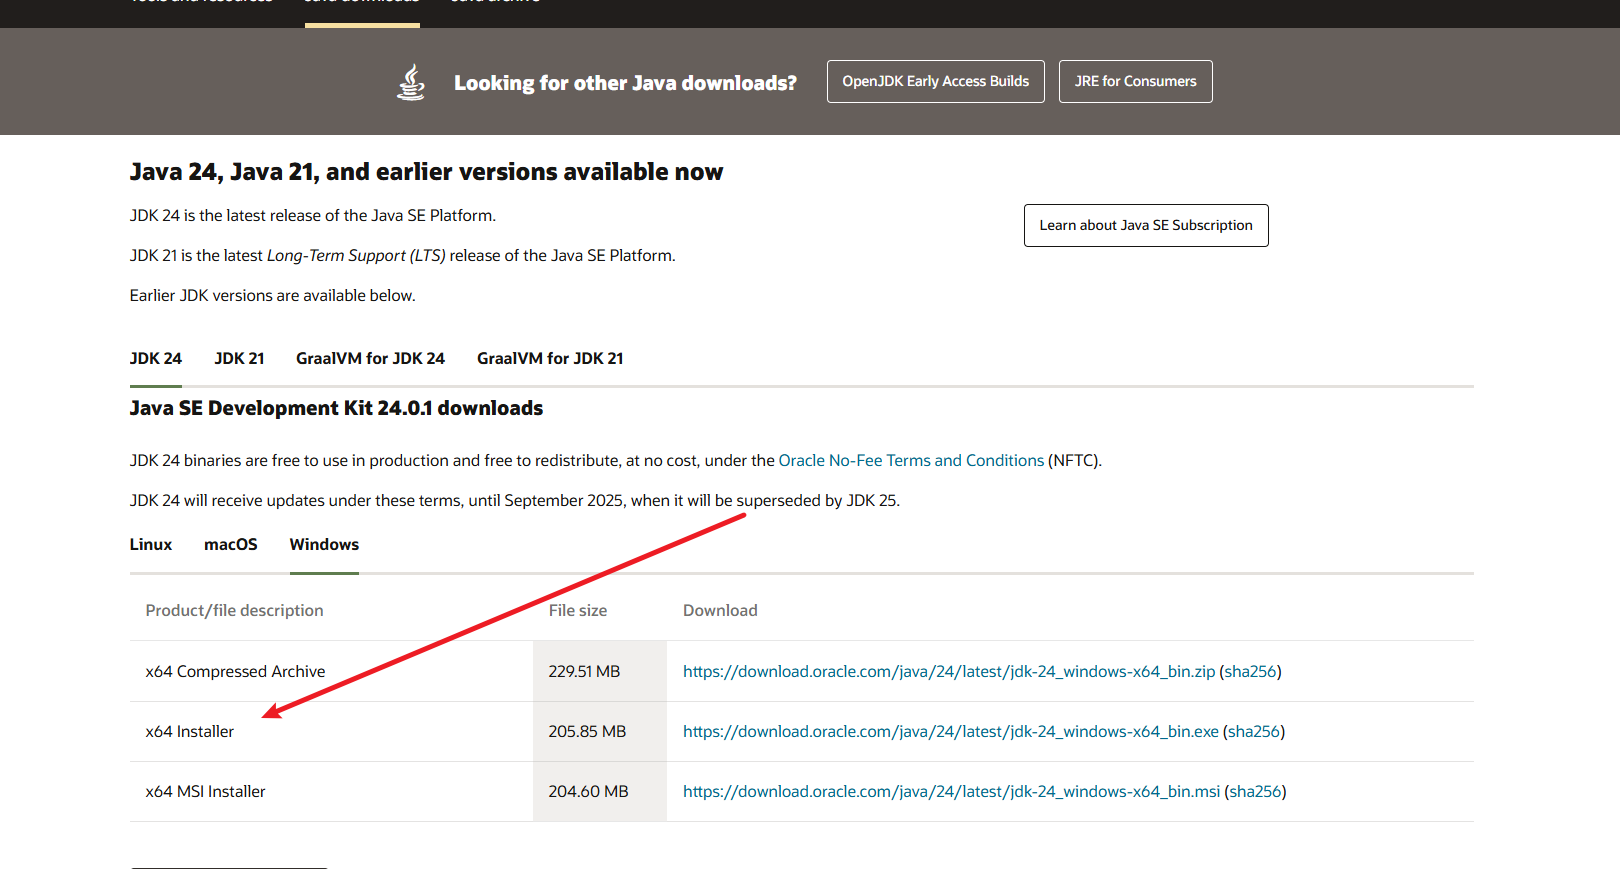 Tools and resources Java downloads Java archive
Looking for other Java downloads? OpenJDK Early Access Builds JRE for Consumers
Java 24, Java 21, and earlier versions available now
JDK 24 is the latest release of the Java SE Platform.
Learn about Java SE Subscription
JDK 21 is the latest Long-Term Support (LTS) release of the Java SE Platform.
Earlier JDK versions are available below.
JDK 24 JDK 21 GraalVM for JDK 24 GraalVM for JDK 21
Java SE Development Kit 24.0.1 downloads
JDK 24 binaries are free to use in production and free to redistribute, at no cost, under the Oracle No-Fee Terms and Conditions (NFTC).
JDK 24 will receive updates under these terms, until September 2025, when it will be superseded by JDK 25.
Linux macOS Windows
Product/file description File size Download
x64 Compressed Archive 229.51 MB https://download.oracle.com/java/24/latest/jdk-24_windows-x64_bin.zip (sha256)
x64 Installer 205.85 MB https://download.oracle.com/java/24/latest/jdk-24_windows-x64_bin.exe (sha256)
x64 MSI Installer 204.60 MB https://download.oracle.com/java/24/latest/jdk-24_windows-x64_bin.msi (sha256)